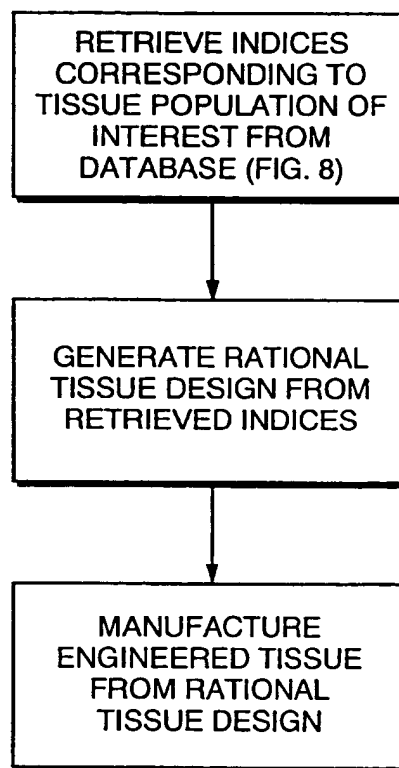 RETRIEVE INDICES
CORRESPONDING TO
TISSUE POPULATION OF
INTEREST FROM
DATABASE (FIG. 8)
GENERATE RATIONAL
TISSUE DESIGN FROM
RETRIEVED INDICES
MANUFACTURE
ENGINEERED TISSUE
FROM RATIONAL
TISSUE DESIGN